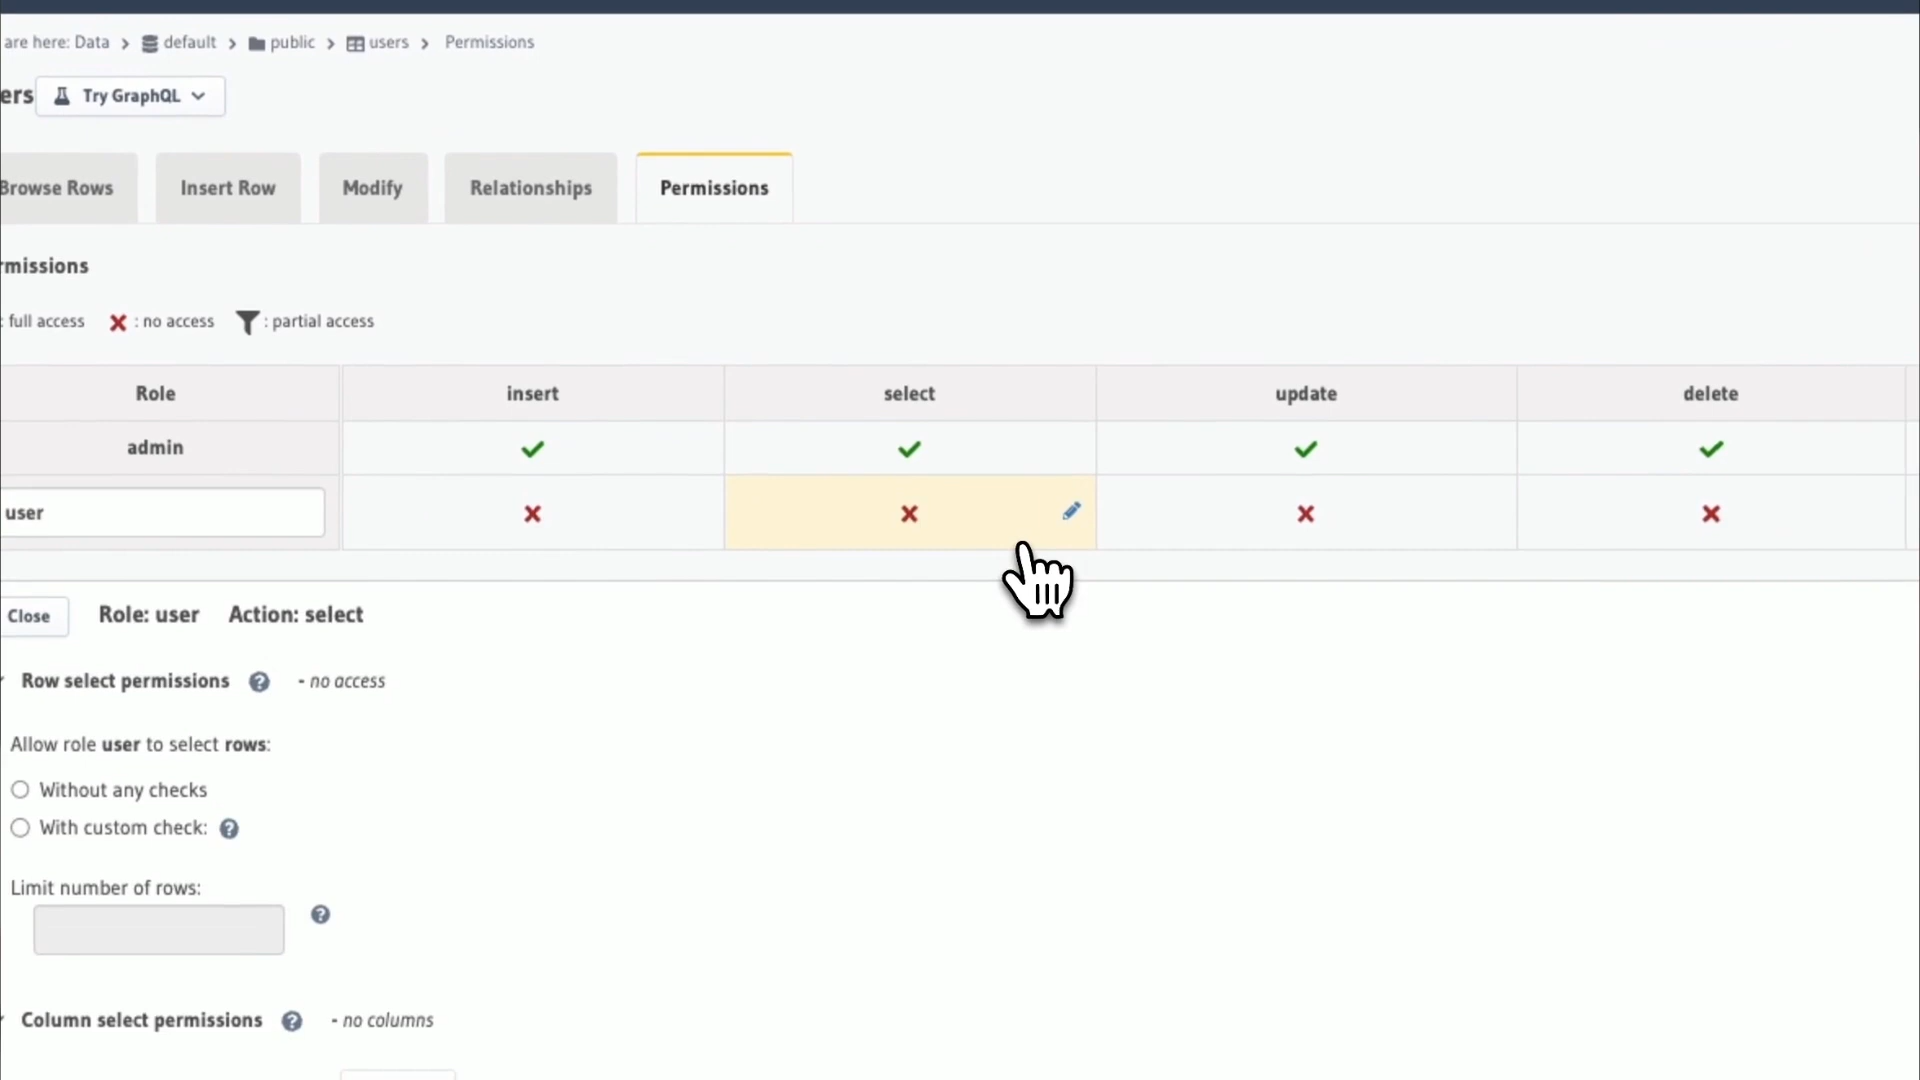 are here: Data > default > public > users > Permissions
ers Try GraphQL
Browse Rows Insert Row Modify Relationships Permissions
rmissions
: full access : no access : partial access
Role insert select update delete
admin
user
Close Role: user Action: select
Row select permissions ? - no access
Allow role user to select rows:
Without any checks
With custom check: ?
Limit number of rows:
?
Column select permissions ? - no columns